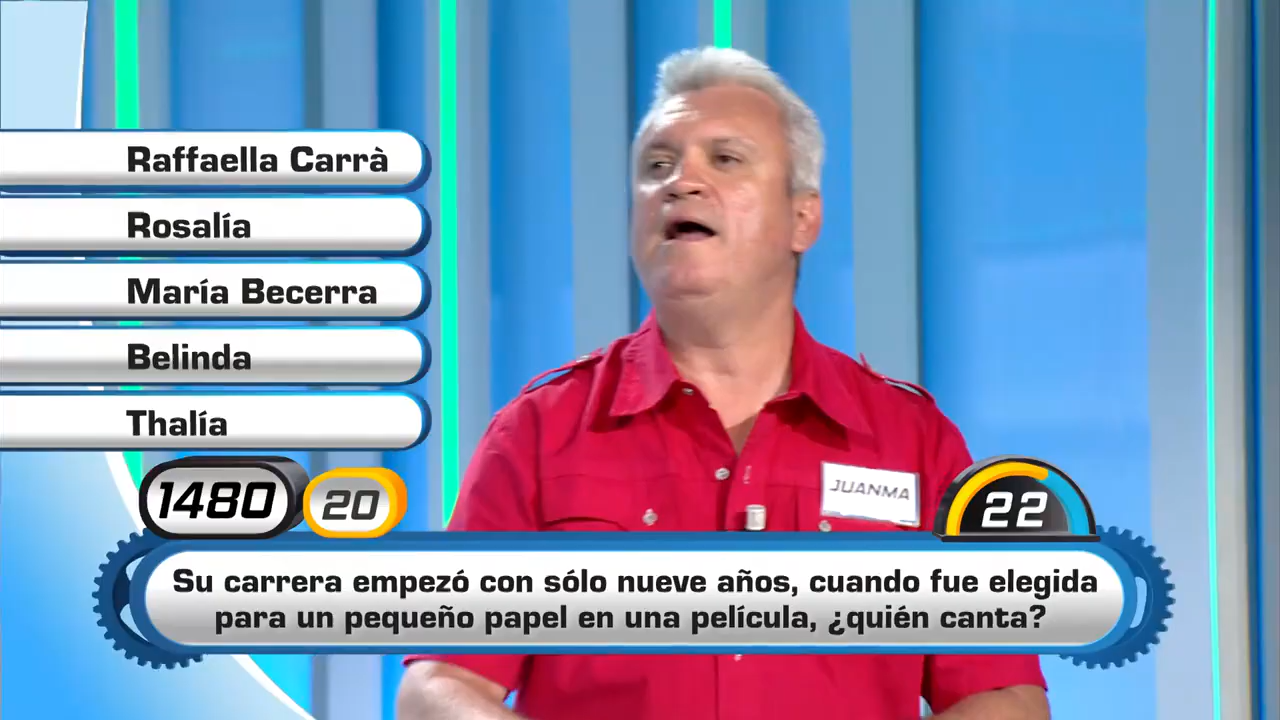 Raffaella Carrà
Rosalía
María Becerra
Belinda
Thalía
1480
20
JUANMA
22
Su carrera empezó con sólo nueve años, cuando fue elegida
para un pequeño papel en una película, ¿quién canta?